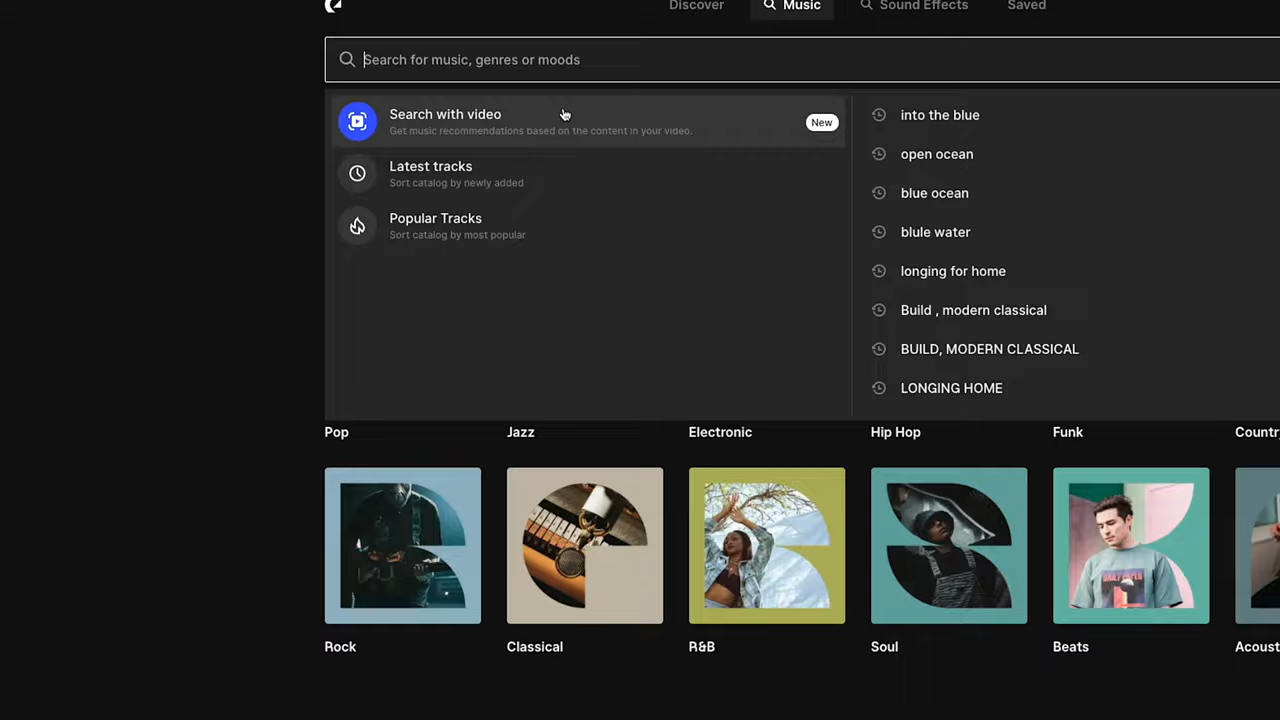 Discover
Music
Sound Effects
Saved
Search for music, genres or moods
Search with video
Get music recommendations based on the content in your video.
New
Latest tracks
Sort catalog by newly added
Popular Tracks
Sort catalog by most popular
into the blue
open ocean
blue ocean
blule water
longing for home
Build , modern classical
BUILD, MODERN CLASSICAL
LONGING HOME
Pop
Jazz
Electronic
Hip Hop
Funk
Countr
Rock
Classical
R&B
Soul
Beats
Acoust